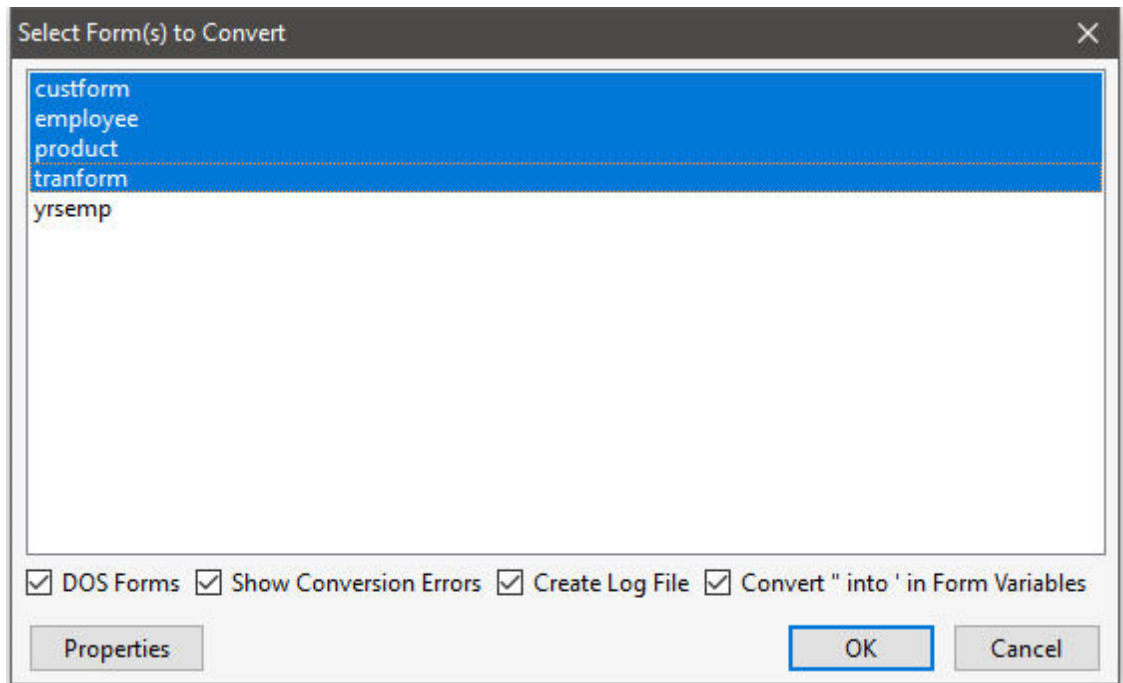 Select Form(s) to Convert
custform
employee
product
tranform
yrsemp
DOS Forms Show Conversion Errors Create Log File Convert " into ' in Form Variables
Properties OK Cancel